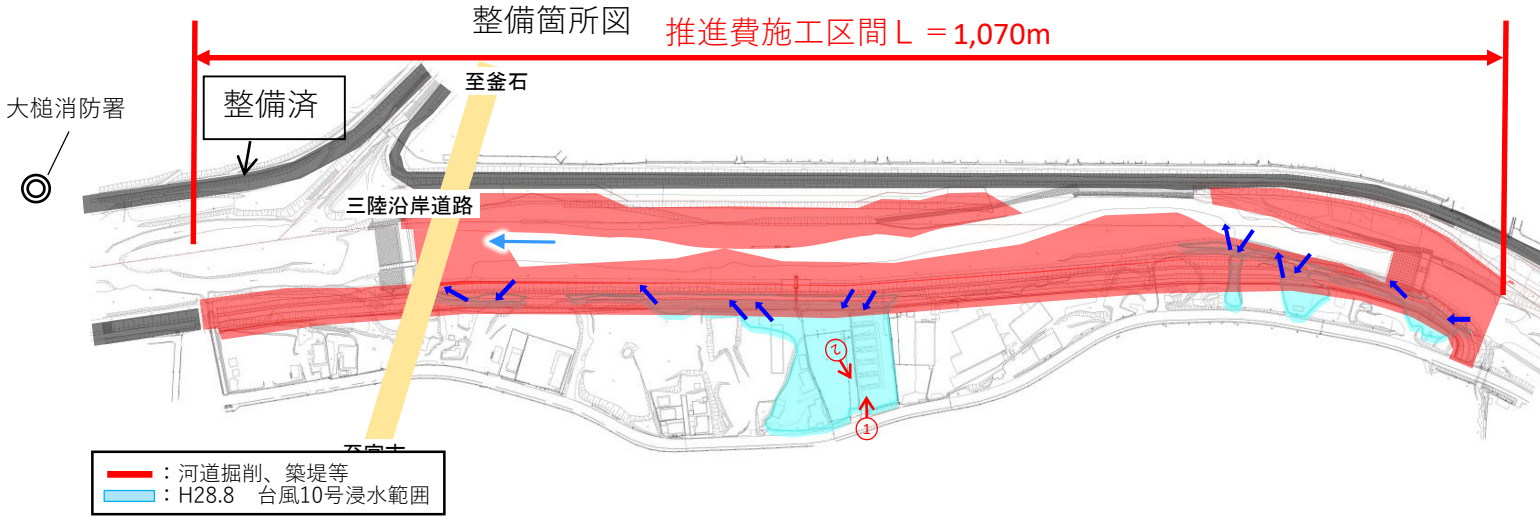 整備箇所図
推進費施工区間Ｌ＝1,070m
至釜石
大槌消防署
整備済
三陸沿岸道路
②
①
：河道掘削、築堤等
：H28.8　台風10号浸水範囲